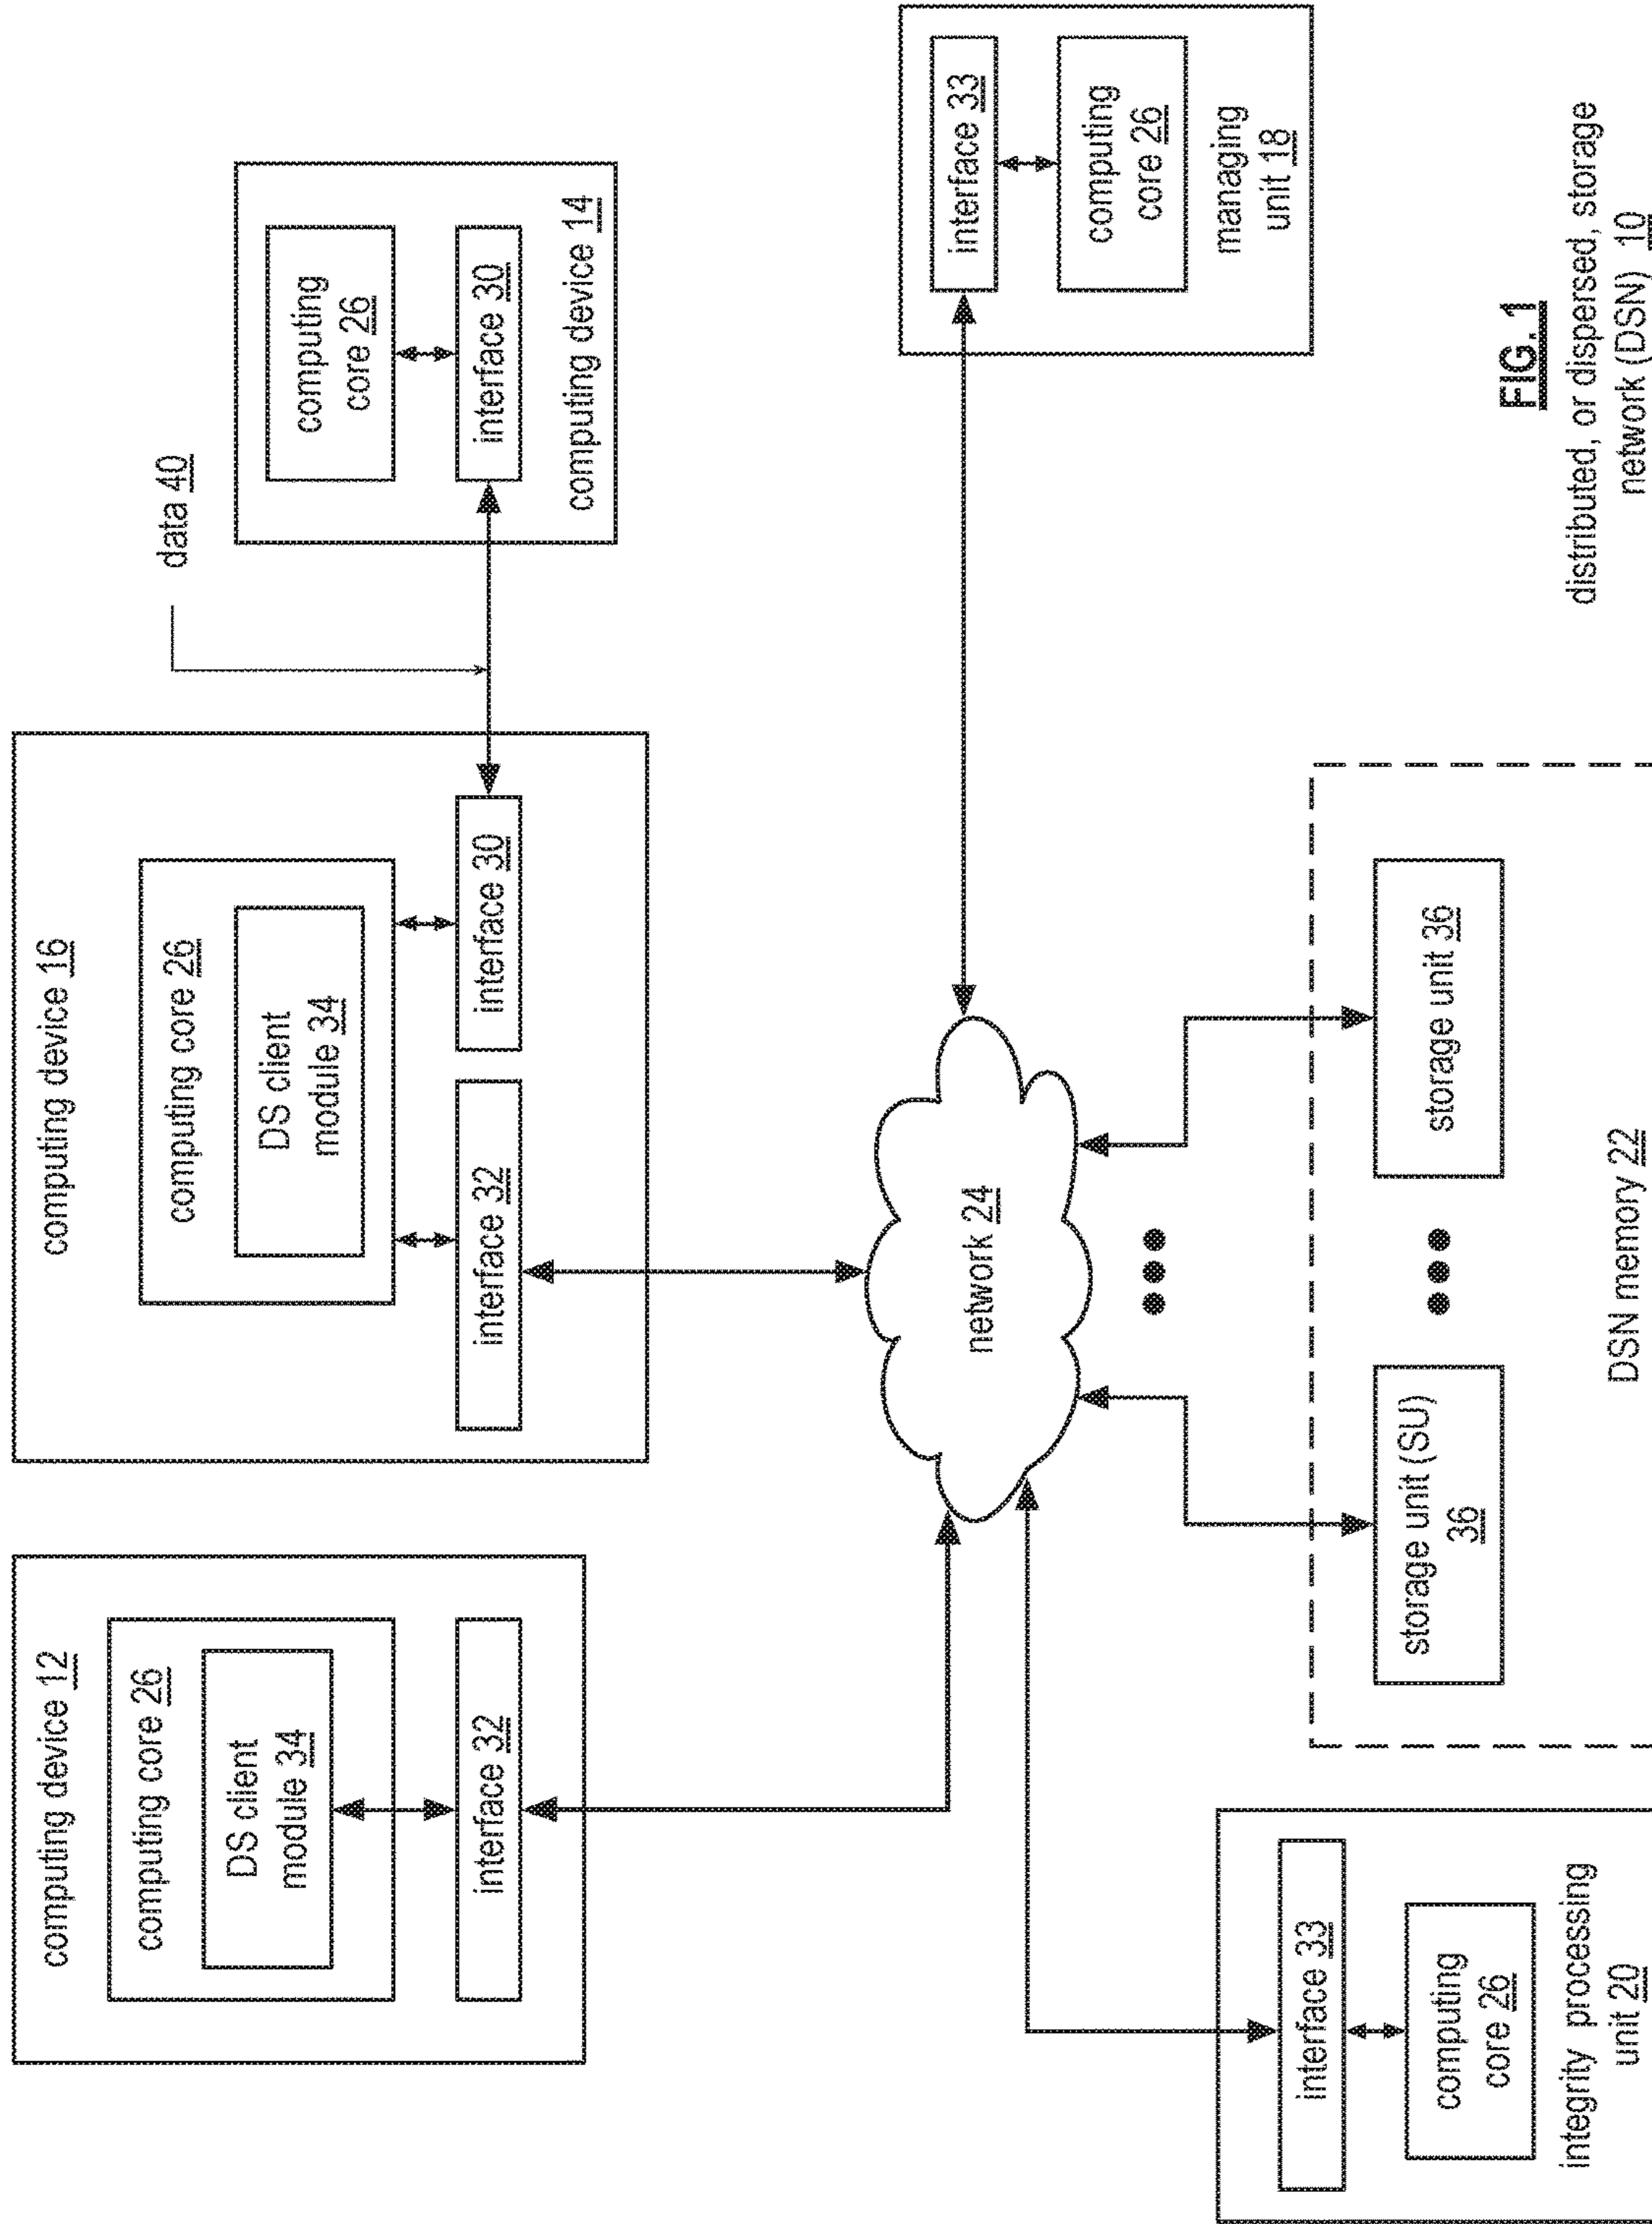 computing device 12
computing core 26
DS client
module 34
interface 32
computing device 16
computing core 26
DS client
module 34
interface 32
interface 30
data 40
computing
core 26
interface 30
computing device 14
network 24
interface 33
computing
core 26
managing
unit 18
interface 33
computing
core 26
integrity processing
unit 20
storage unit (SU)
36
storage unit 36
DSN memory 22
FIG. 1
distributed, or dispersed, storage
network (DSN) 10